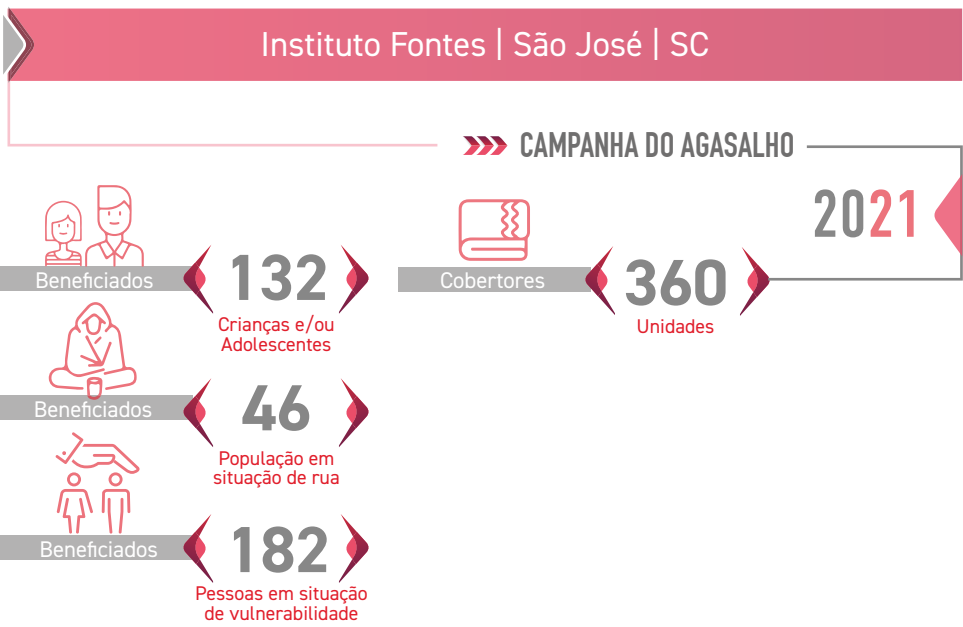 Instituto Fontes | São José | SC
CAMPANHA DO AGASALHO
2021
Beneficiados
132
Crianças e/ou
Adolescentes
Cobertores
360
Unidades
Beneficiados
46
População em
situação de rua
Beneficiados
182
Pessoas em situação
de vulnerabilidade